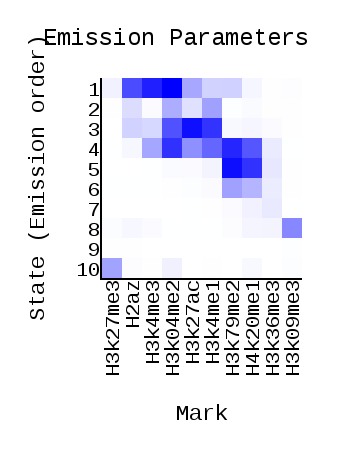 Emission Parameters
State (Emission order)
1
2
3
4
5
6
7
8
9
10
H3k27me3
H2az
H3k4me3
H3k04me2
H3k27ac
H3k4me1
H3k79me2
H4k20me1
H3k36me3
H3k09me3
Mark